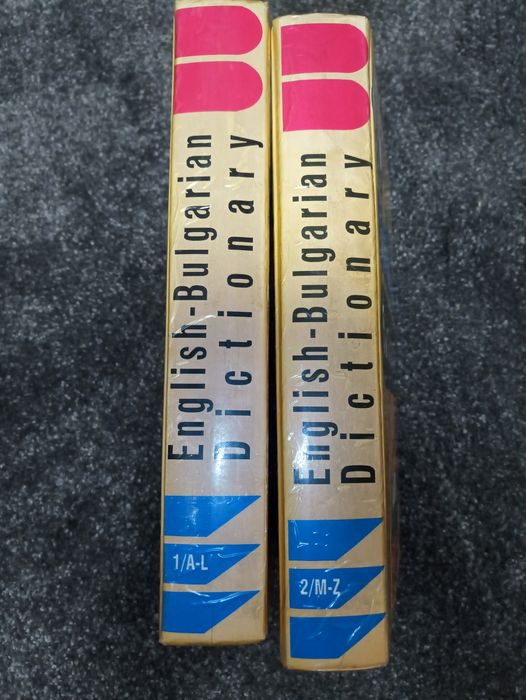 English-Bulgarian
Dictionary
1/A-L
English-Bulgarian
Dictionary
2/M-Z